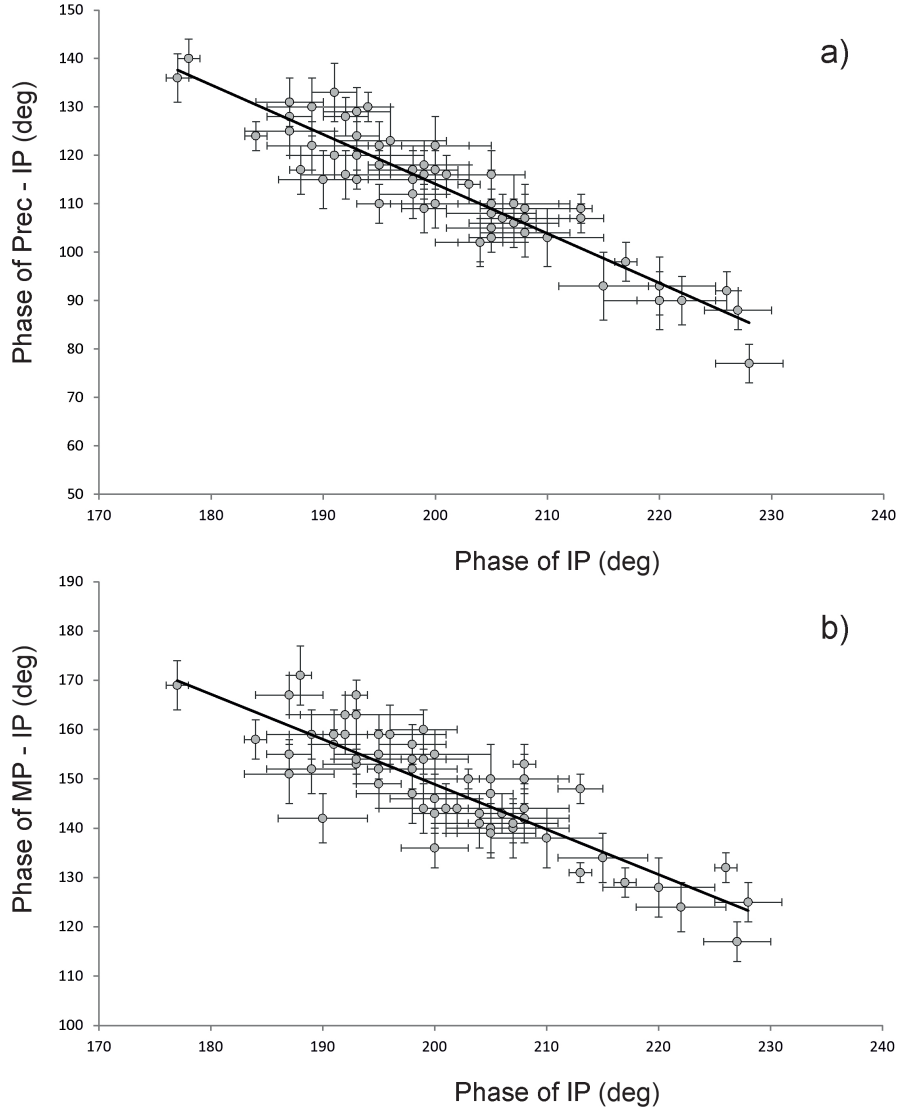 150
a)
140
130
120
110
100
90
80
70
60
50
170 180 190 200 210 220 230 240
Phase of Prec - IP (deg)
Phase of IP (deg)
190
b)
180
170
160
150
140
130
120
110
100
170 180 190 200 210 220 230 240
Phase of MP - IP (deg)
Phase of IP (deg)